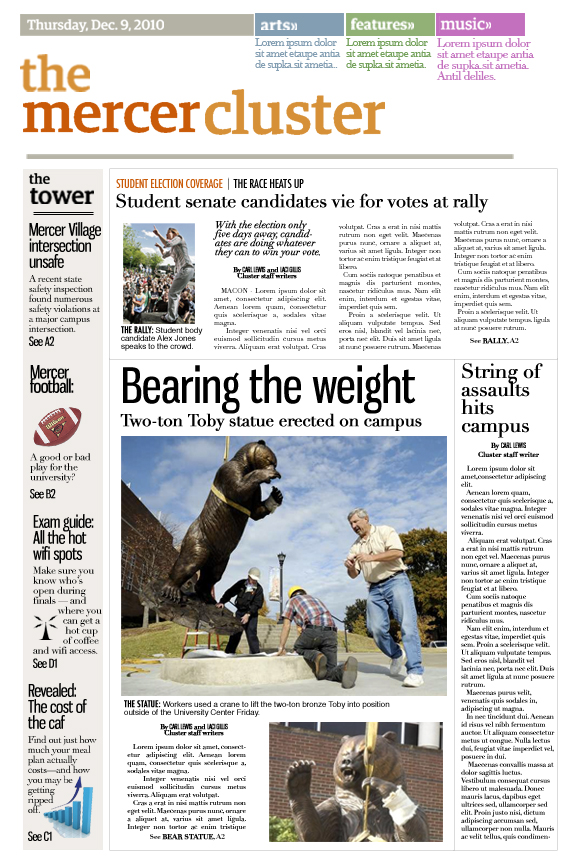 Thursday, Dec. 9, 2010
arts»
Lorem ipsum dolor
sit amet etaupe antia
de supka.sit ametia..
features»
Lorem ipsum dolor
sit amet etaupe antia
de supka.sit ametia.
music»
Lorem ipsum dolor
sit amet etaupe antia
de supka.sit ametia.
Antil deliles.
the
mercercluster
the
tower
Mercer Village
intersection
unsafe
A recent state
safety inspection
found numerous
safety violations at
a major campus
intersection.
See A2
Mercer
football:
A good or bad
play for the
university?
See B2
Exam guide:
All the hot
wifi spots
Make sure you
know who's
open during
finals — and
where you
can get a
hot cup
of coffee
and wifi access.
See D1
Revealed:
The cost of
the caf
Find out just how
much your meal
plan actually
costs—and how
you may be
getting
ripped
off.
See C1
STUDENT ELECTION COVERAGE | THE RACE HEATS UP
Student senate candidates vie for votes at rally
THE RALLY: Student body
candidate Alex Jones
speaks to the crowd.
With the election only
five days away, candid-
ates are doing whatever
they can to win your vote.
By CARL LEWIS and LACI GILLIS
Cluster staff writers
MACON - Lorem ipsum dolor sit
amet, consectetur adipiscing elit.
Aenean lorem quam, consectetur
quis scelerisque a, sodales vitae
magna.
Integer venenatis nisi vel orci
euismod sollicitudin cursus metus
viverra. Aliquam erat volutpat. Cras
volutpat. Cras a erat in nisi mattis
rutrum non eget velit. Maecenas
purus nunc, ornare a aliquet at,
varius sit amet ligula. Integer non
tortor ac enim tristique feugiat et at
libero.
Cum sociis natoque penatibus et
magnis dis parturient montes,
nascetur ridiculus mus. Nam elit
enim, interdum et egestas vitae,
imperdiet quis sem.
Proin a scelerisque velit. Ut
aliquam vulputate tempus. Sed
eros nisl, blandit vel lacinia nec,
porta nec elit. Duis sit amet ligula
at nunc posuere rutrum. Maecenas
volutpat. Cras a erat in nisi
mattis rutrum non eget velit.
Maecenas purus nunc, ornare a
aliquet at, varius sit amet ligula.
Integer non tortor ac enim
tristique feugiat et at libero.
Cum sociis natoque penatibus et
magnis dis parturient montes,
nascetur ridiculus mus. Nam elit
enim, interdum et egestas vitae,
imperdiet quis sem.
Proin a scelerisque velit. Ut
aliquam vulputate tempus, ligula
at nunc posuere rutrum.
See RALLY, A2
Bearing the weight
Two-ton Toby statue erected on campus
THE STATUE: Workers used a crane to lift the two-ton bronze Toby into position
outside of the University Center Friday.
By CARL LEWIS and LACI GILLIS
Cluster staff writers
Lorem ipsum dolor sit amet, consect-
etur adipiscing elit. Aenean lorem
quam, consectetur quis scelerisque a,
sodales vitae magna.
Integer venenatis nisi vel orci
euismod sollicitudin cursus metus
viverra. Aliquam erat volutpat.
Cras a erat in nisi mattis rutrum non
eget velit. Maecenas purus nunc, ornare
a aliquet at, varius sit amet ligula.
Integer non tortor ac enim tristique
See BEAR STATUE, A2
String of
assaults
hits
campus
By CARL LEWIS
Cluster staff writer
Lorem ipsum dolor sit
amet,consectetur adipiscing
elit.
Aenean lorem quam,
consectetur quis scelerisque a,
sodales vitae magna. Integer
venenatis nisi vel orci euismod
sollicitudin cursus metus
viverra.
Aliquam erat volutpat. Cras
a erat in nisi mattis rutrum
non eget vel. Maecenas purus
nunc, ornare a aliquet at,
varius sit amet ligula. Integer
non tortor ac enim tristique
feugiat et at libero.
Cum sociis natoque
penatibus et magnis dis
parturient montes, nascetur
ridiculus mus.
Nam elit enim, interdum et
egestas vitae, imperdiet quis
sem. Proin a scelerisque velit.
Ut aliquam vulputate tempus.
Sed eros nisl, blandit vel
lacinia nec, porta nec elit. Duis
sit amet ligula at nunc posuere
rutrum.
Maecenas purus velit,
venenatis quis sodales in,
adipiscing ut magna.
In nec tincidunt dui. Aenean
id risus vel nibh fermentum
auctor. Ut aliquam consectetur
metus ut congue. Nulla lectus
dui, feugiat vitae imperdiet vel,
posuere in dui.
Maecenas convallis massa at
dolor sagittis luctus.
Vestibulum consequat cursus
libero ut malesuada. Donec
mauris lacus, dapibus eget
ultrices sed, ullamcorper sed
elit. Proin justo nisi, dictum
adipiscing accumsan sed,
ullamcorper non nulla. Mauris
ac velit tellus, quis condimen-